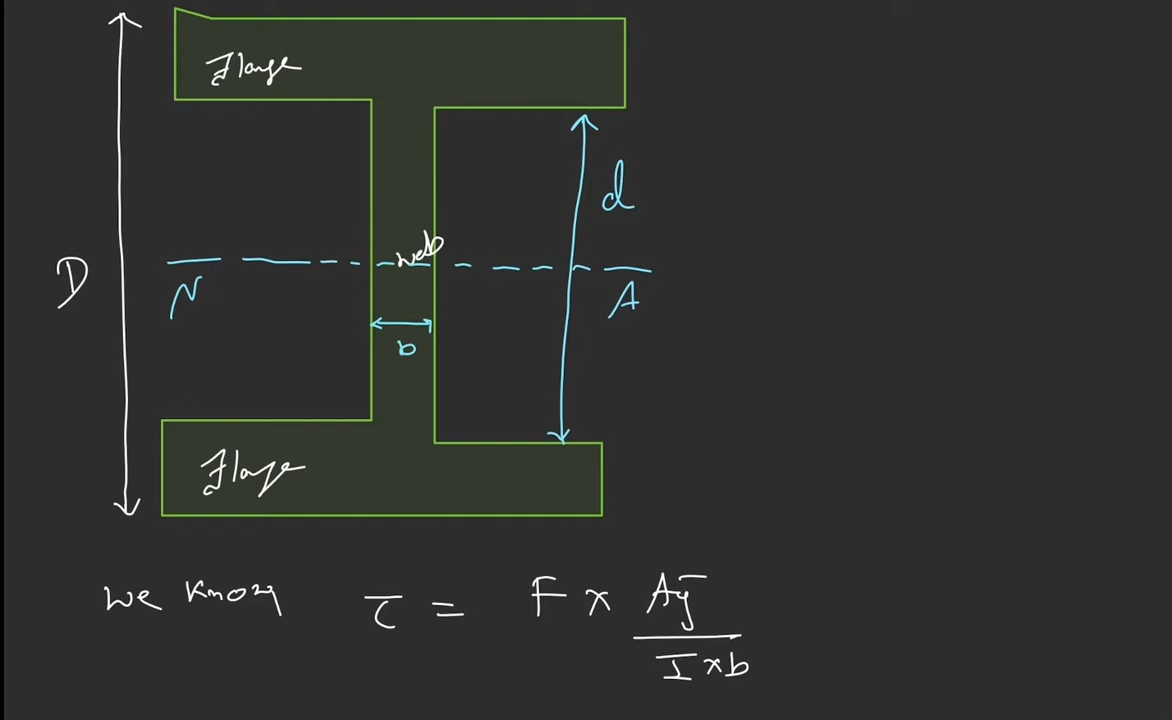 Flange
d
web
D
N
A
b
Flange
We know τ = F × Aȳ
I × b